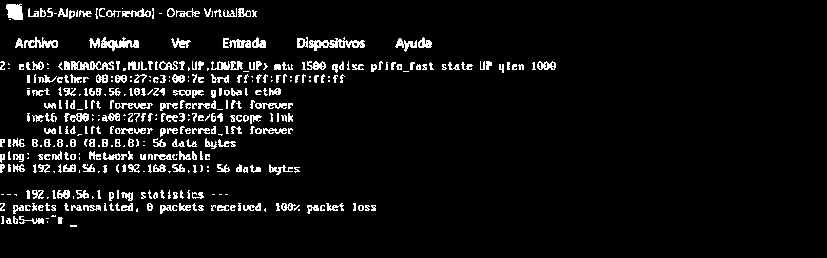 Lab5-Alpine [Corriendo] - Oracle VirtualBox
Archivo Máquina Ver Entrada Dispositivos Ayuda
2: eth0: <BROADCAST,MULTICAST,UP,LOWER_UP> mtu 1500 qdisc pfifo_fast state UP qlen 1000
link/ether 08:00:27:e3:00:7e brd ff:ff:ff:ff:ff:ff
inet 192.168.56.101/24 scope global eth0
valid_lft forever preferred_lft forever
inet6 fe80::a00:27ff:fee3:7e/64 scope link
valid_lft forever preferred_lft forever
PING 8.8.8.8 (8.8.8.8): 56 data bytes
ping: sendto: Network unreachable
PING 192.168.56.1 (192.168.56.1): 56 data bytes
--- 192.168.56.1 ping statistics ---
2 packets transmitted, 0 packets received, 100% packet loss
lab5-vm:~# _